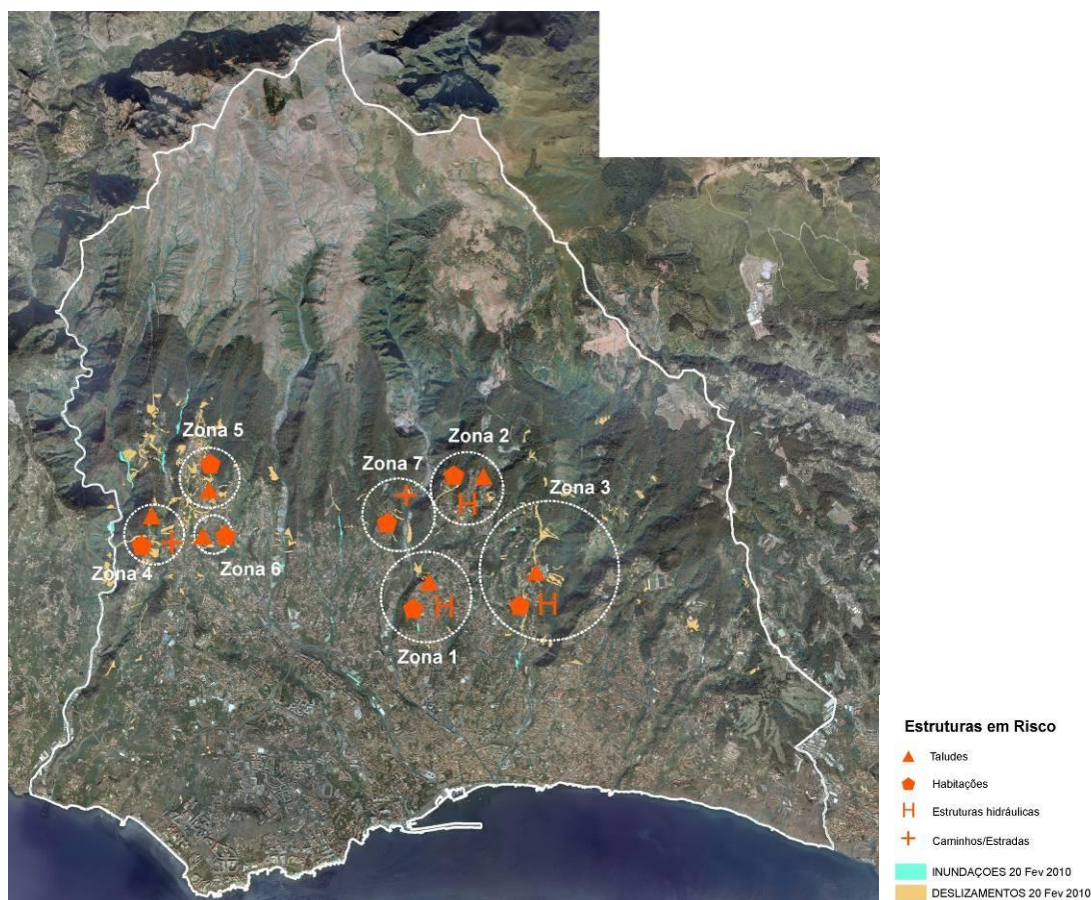 Zona 5
Zona 2
Zona 7
Zona 3
Zona 4
Zona 6
Zona 1
Estruturas em Risco
Taludes
Habitações
H Estruturas hidráulicas
Caminhos/Estradas
INUNDAÇOES 20 Fev 2010
DESLIZAMENTOS 20 Fev 2010